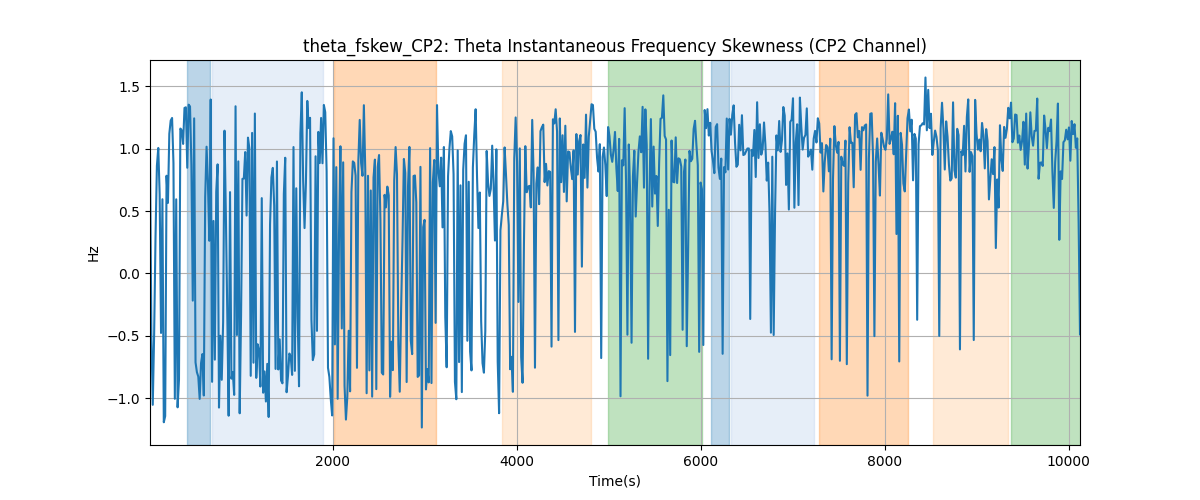 theta_fskew_CP2: Theta Instantaneous Frequency Skewness (CP2 Channel)
1.5
1.0
0.5
0.0
−0.5
−1.0
Hz
2000 4000 6000 8000 10000
Time(s)